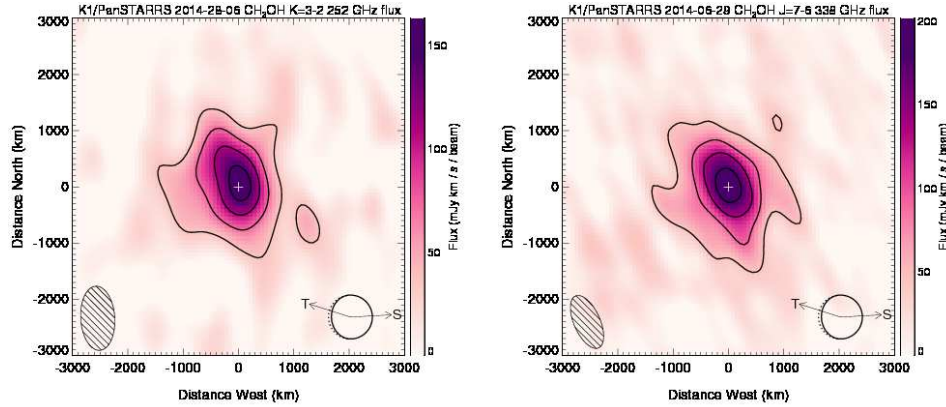 K1/PanSTARRS 2014-28-06 CH₃OH K=3-2 252 GHz flux
3000
2000
1000
0
-1000
-2000
-3000
Distance North (km)
-3000 -2000 -1000 0 1000 2000 3000
Distance West (km)
T
S
150
100
50
0
Flux (mJy km / s / beam)
K1/PanSTARRS 2014-06-29 CH₃OH J=7-6 338 GHz flux
3000
2000
1000
0
-1000
-2000
-3000
Distance North (km)
-3000 -2000 -1000 0 1000 2000 3000
Distance West (km)
T
S
200
150
100
50
0
Flux (mJy km / s / beam)